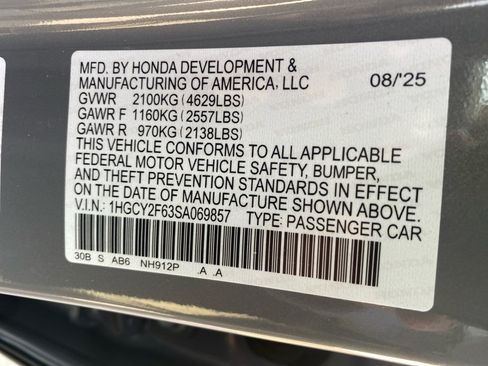 MFD. BY HONDA DEVELOPMENT &
MANUFACTURING OF AMERICA, LLC 08/'25
GVWR 2100KG (4629LBS)
GAWR F 1160KG (2557LBS)
GAWR R 970KG (2138LBS)
THIS VEHICLE CONFORMS TO ALL APPLICABLE
FEDERAL MOTOR VEHICLE SAFETY, BUMPER,
AND THEFT PREVENTION STANDARDS IN EFFECT
ON THE DATE OF MANUFACTURE SHOWN ABOVE.
V.I.N.: 1HGCY2F63SA069857 TYPE: PASSENGER CAR
30B S AB6 NH912P .A .A